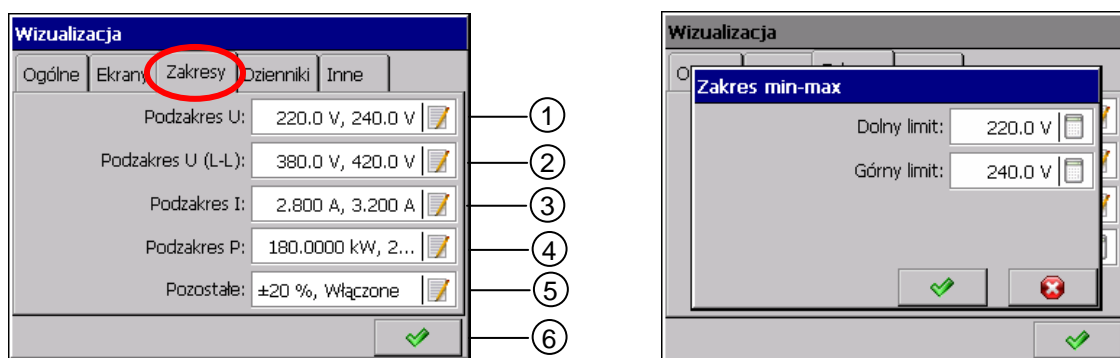 Wizualizacja
Ogólne Ekrany Zakresy Dzienniki Inne
Podzakres U: 220.0 V, 240.0 V 1
Podzakres U (L-L): 380.0 V, 420.0 V 2
Podzakres I: 2.800 A, 3.200 A 3
Podzakres P: 180.0000 kW, 2... 4
Pozostałe: ±20 %, Włączone 5
6
Wizualizacja
Zakres min-max
Dolny limit: 220.0 V
Górny limit: 240.0 V